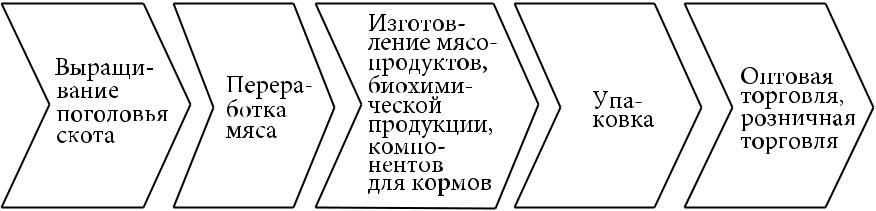 Выращи-
вание
поголовья
скота
Перера-
ботка
мяса
Изготов-
ление мясо-
продуктов,
биохими-
ческой
продукции,
компо-
нентов
для кормов
Упа-
ковка
Оптовая
торговля,
розничная
торговля